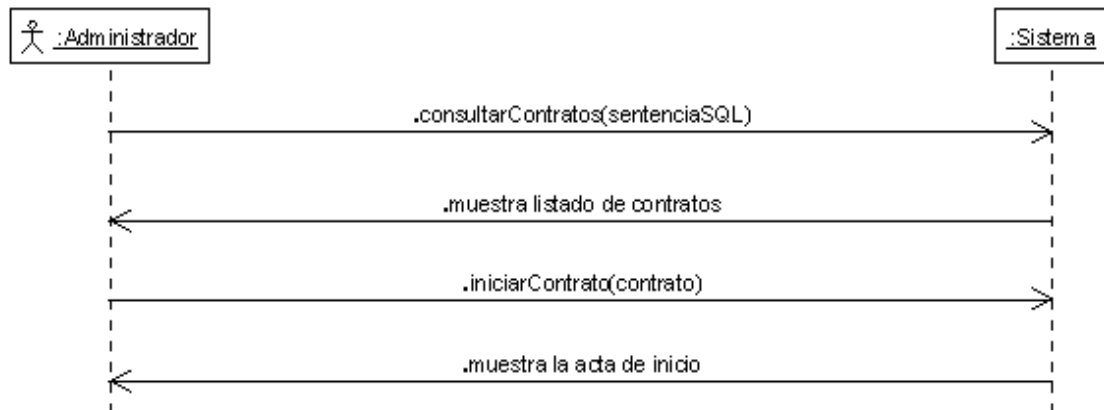 :Administrador
:Sistema
.consultarContratos(sentenciaSQL)
.muestra listado de contratos
.iniciarContrato(contrato)
.muestra la acta de inicio